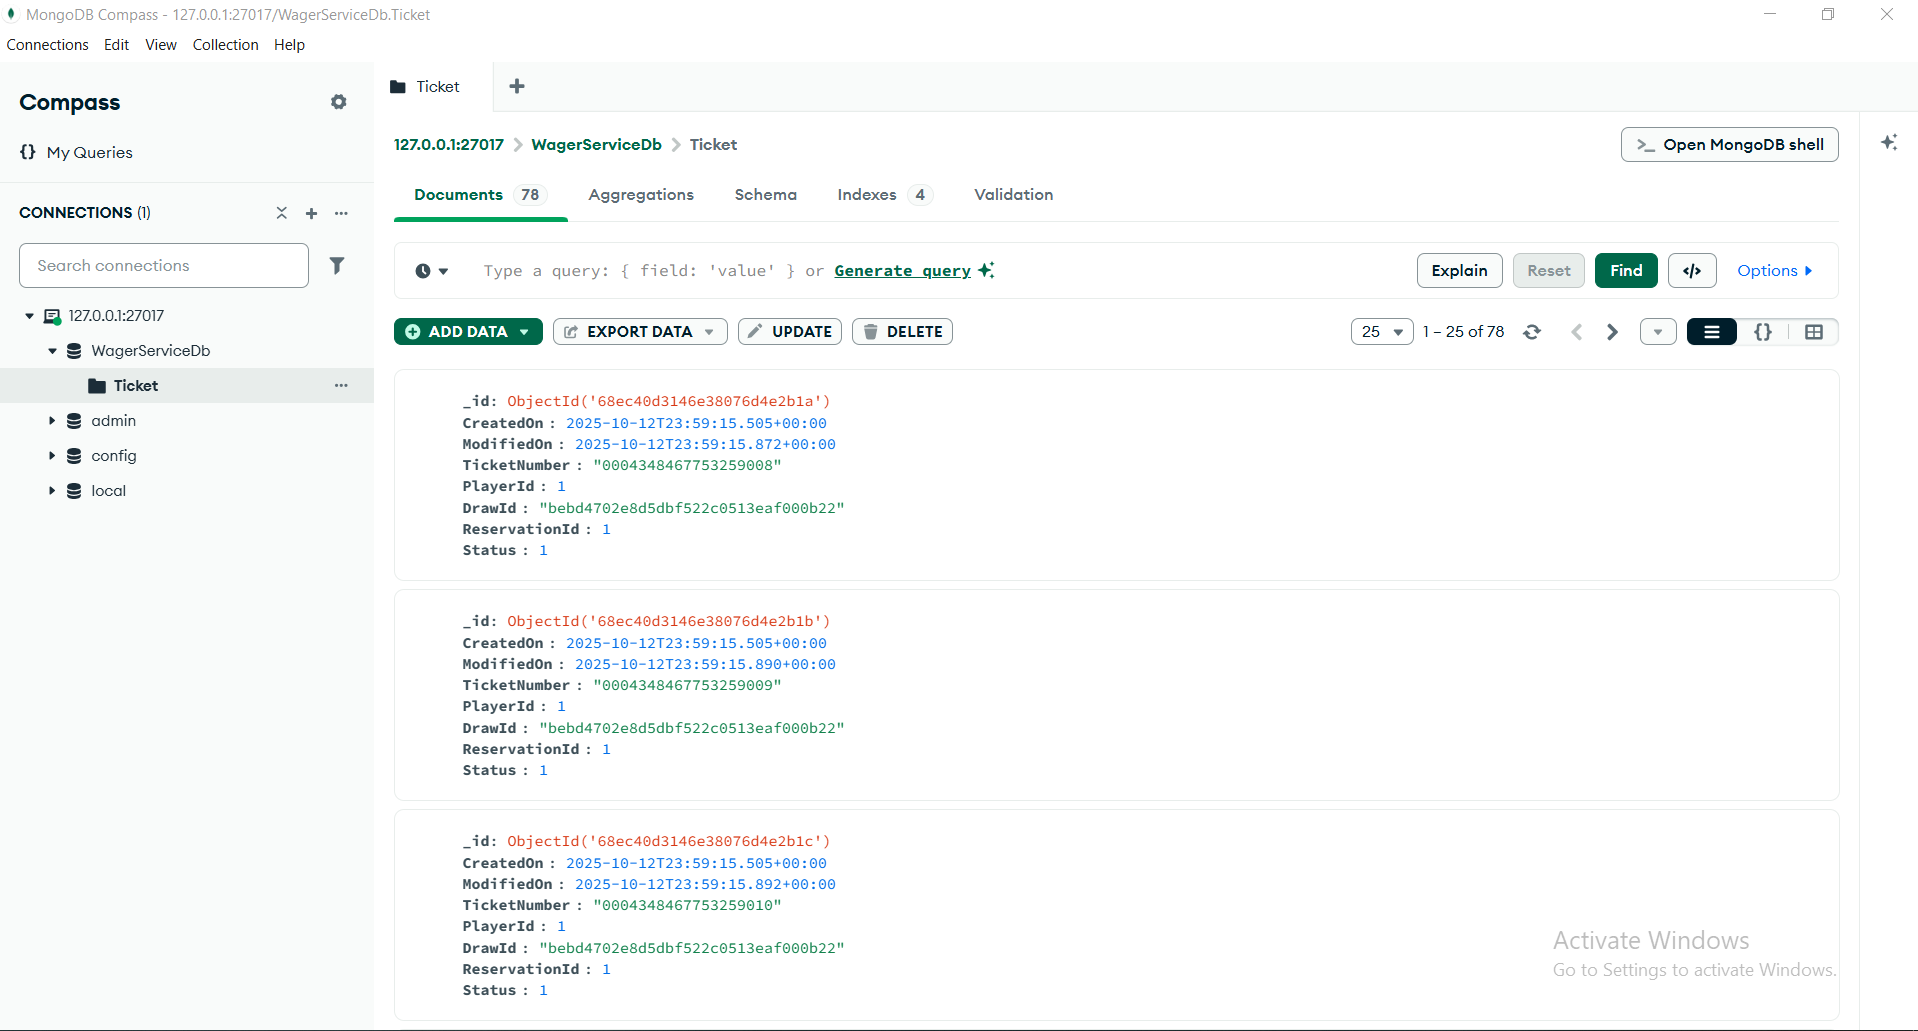 MongoDB Compass - 127.0.0.1:27017/WagerServiceDb.Ticket
Connections Edit View Collection Help
Compass
{} My Queries
CONNECTIONS (1)
Search connections
127.0.0.1:27017
WagerServiceDb
Ticket
admin
config
local
Ticket
127.0.0.1:27017 > WagerServiceDb > Ticket
>_ Open MongoDB shell
Documents 78 Aggregations Schema Indexes 4 Validation
Type a query: { field: 'value' } or Generate query
Explain Reset Find </> Options
ADD DATA EXPORT DATA UPDATE DELETE
25 1 – 25 of 78 {}
_id: ObjectId('68ec40d3146e38076d4e2b1a')
CreatedOn : 2025-10-12T23:59:15.505+00:00
ModifiedOn : 2025-10-12T23:59:15.872+00:00
TicketNumber : "0004348467753259008"
PlayerId : 1
DrawId : "bebd4702e8d5dbf522c0513eaf000b22"
ReservationId : 1
Status : 1
_id: ObjectId('68ec40d3146e38076d4e2b1b')
CreatedOn : 2025-10-12T23:59:15.505+00:00
ModifiedOn : 2025-10-12T23:59:15.890+00:00
TicketNumber : "0004348467753259009"
PlayerId : 1
DrawId : "bebd4702e8d5dbf522c0513eaf000b22"
ReservationId : 1
Status : 1
_id: ObjectId('68ec40d3146e38076d4e2b1c')
CreatedOn : 2025-10-12T23:59:15.505+00:00
ModifiedOn : 2025-10-12T23:59:15.892+00:00
TicketNumber : "0004348467753259010"
PlayerId : 1
DrawId : "bebd4702e8d5dbf522c0513eaf000b22"
ReservationId : 1
Status : 1
Activate Windows
Go to Settings to activate Windows.